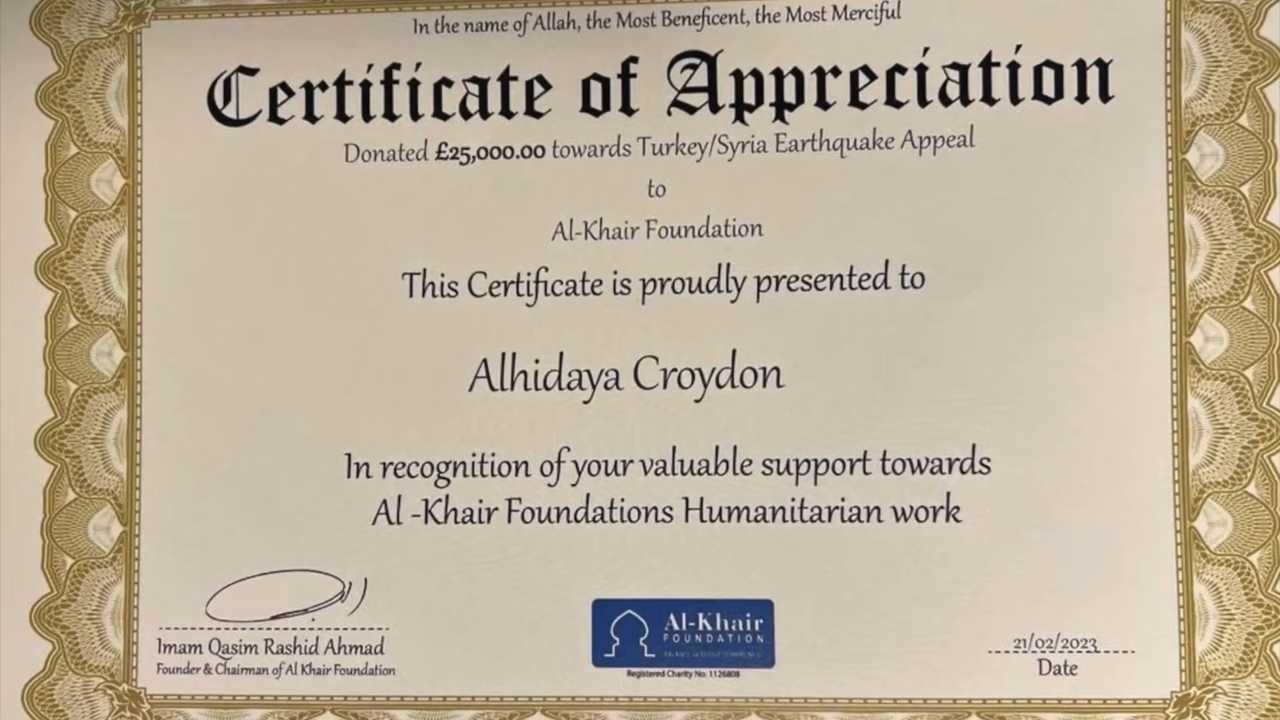 In the name of Allah, the Most Beneficent, the Most Merciful
Certificate of Appreciation
Donated £25,000.00 towards Turkey/Syria Earthquake Appeal
to
Al-Khair Foundation
This Certificate is proudly presented to
Alhidaya Croydon
In recognition of your valuable support towards
Al -Khair Foundations Humanitarian work
Imam Qasim Rashid Ahmad
Founder & Chairman of Al Khair Foundation
Al-Khair
FOUNDATION
Registered Charity No: 1126808
21/02/2023
Date